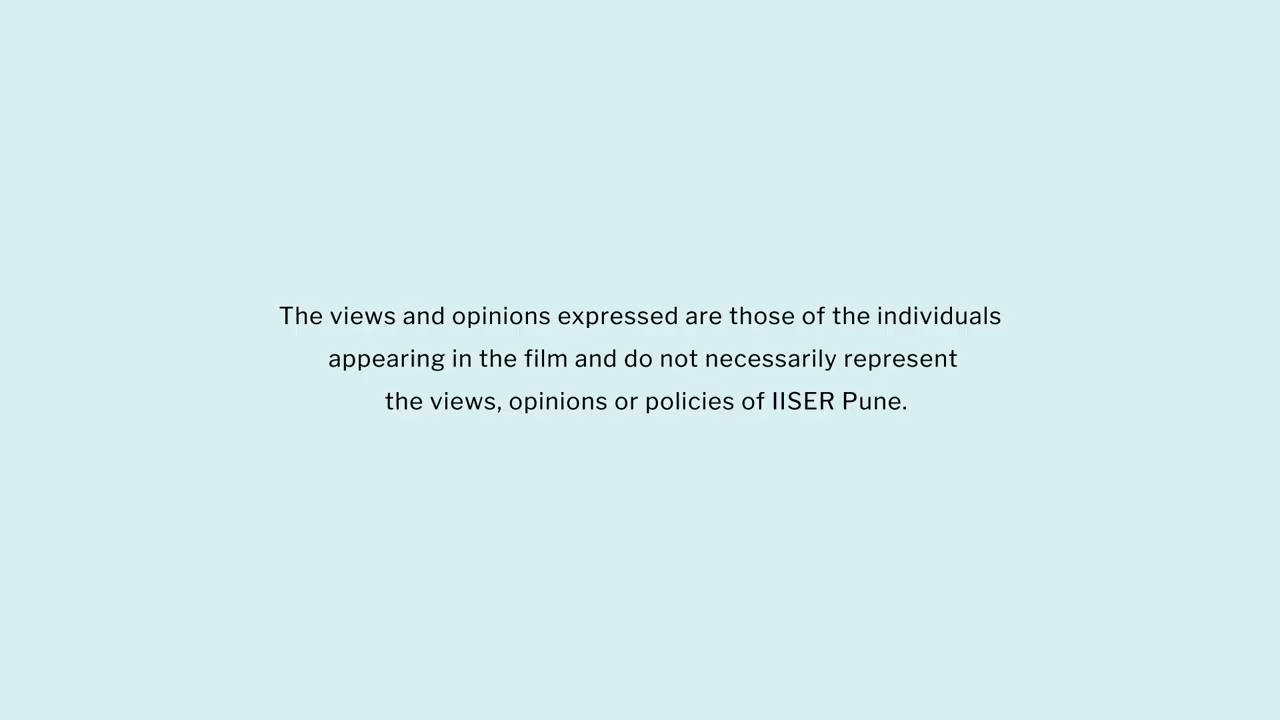 The views and opinions expressed are those of the individuals
appearing in the film and do not necessarily represent
the views, opinions or policies of IISER Pune.